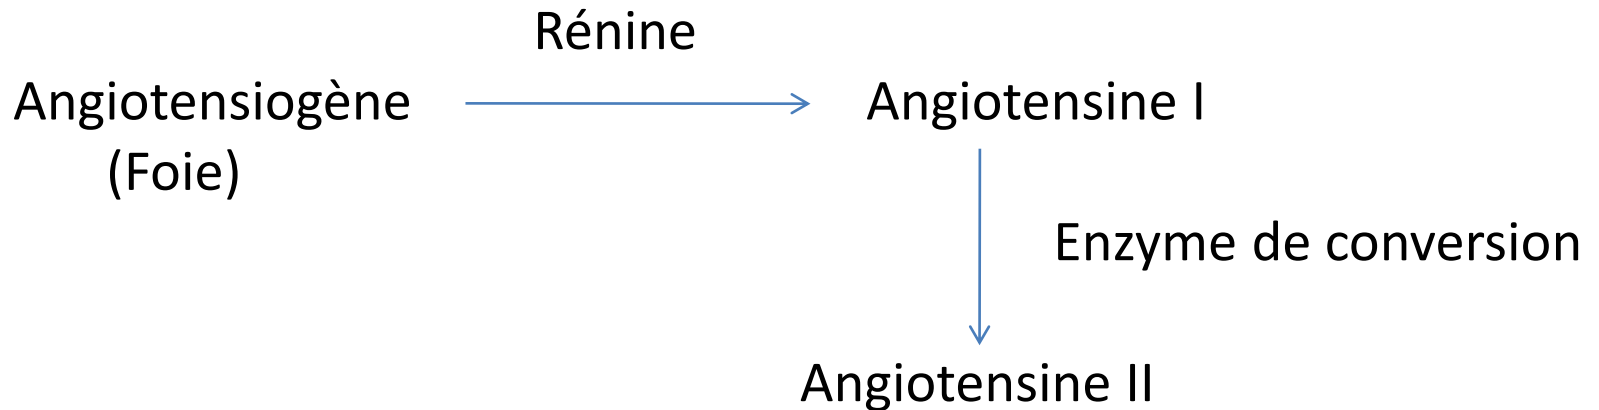 Rénine
Angiotensiogène
Angiotensine I
(Foie)
Enzyme de conversion
Angiotensine II